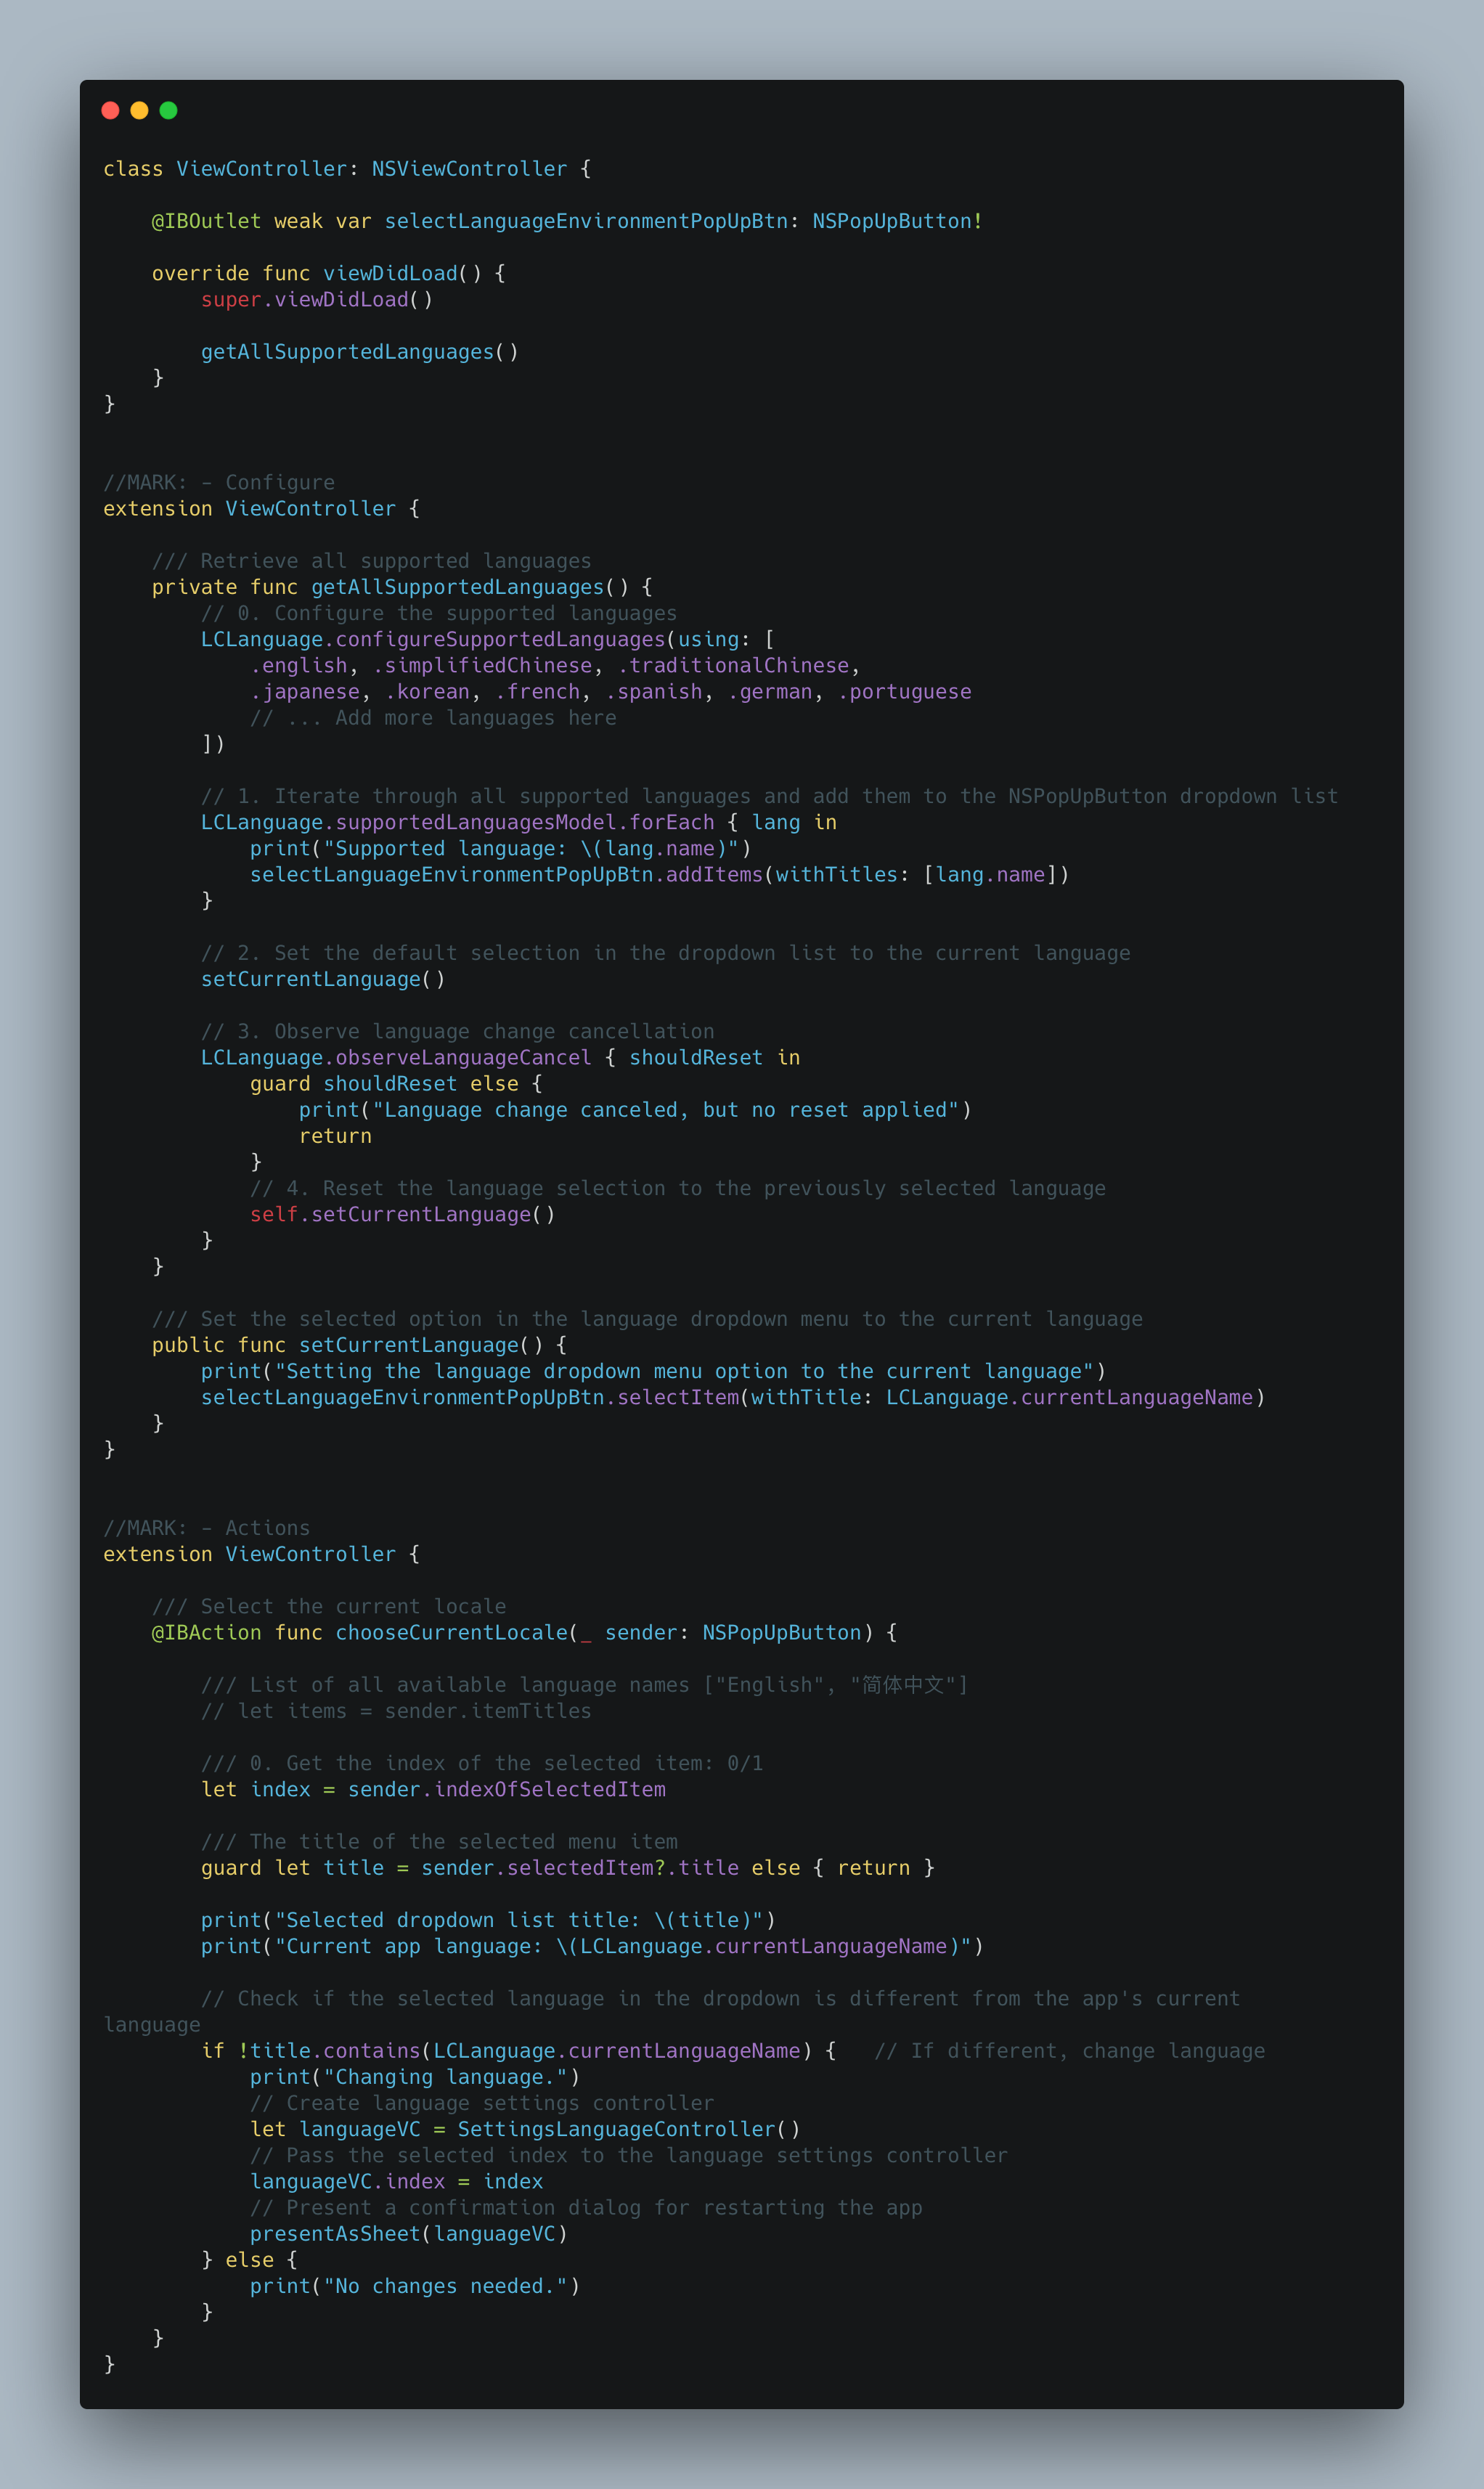 class ViewController: NSViewController {
    @IBOutlet weak var selectLanguageEnvironmentPopUpBtn: NSPopUpButton!
    override func viewDidLoad() {
        super.viewDidLoad()
        getAllSupportedLanguages()
    }
}
//MARK: - Configure
extension ViewController {
    /// Retrieve all supported languages
    private func getAllSupportedLanguages() {
        // 0. Configure the supported languages
        LCLanguage.configureSupportedLanguages(using: [
            .english, .simplifiedChinese, .traditionalChinese,
            .japanese, .korean, .french, .spanish, .german, .portuguese
            // ... Add more languages here
        ])
        // 1. Iterate through all supported languages and add them to the NSPopUpButton dropdown list
        LCLanguage.supportedLanguagesModel.forEach { lang in
            print("Supported language: \(lang.name)")
            selectLanguageEnvironmentPopUpBtn.addItems(withTitles: [lang.name])
        }
        // 2. Set the default selection in the dropdown list to the current language
        setCurrentLanguage()
        // 3. Observe language change cancellation
        LCLanguage.observeLanguageCancel { shouldReset in
            guard shouldReset else {
                print("Language change canceled, but no reset applied")
                return
            }
            // 4. Reset the language selection to the previously selected language
            self.setCurrentLanguage()
        }
    }
    /// Set the selected option in the language dropdown menu to the current language
    public func setCurrentLanguage() {
        print("Setting the language dropdown menu option to the current language")
        selectLanguageEnvironmentPopUpBtn.selectItem(withTitle: LCLanguage.currentLanguageName)
    }
}
//MARK: - Actions
extension ViewController {
    /// Select the current locale
    @IBAction func chooseCurrentLocale(_ sender: NSPopUpButton) {
        /// List of all available language names ["English", "简体中文"]
        // let items = sender.itemTitles
        /// 0. Get the index of the selected item: 0/1
        let index = sender.indexOfSelectedItem
        /// The title of the selected menu item
        guard let title = sender.selectedItem?.title else { return }
        print("Selected dropdown list title: \(title)")
        print("Current app language: \(LCLanguage.currentLanguageName)")
        // Check if the selected language in the dropdown is different from the app's current
language
        if !title.contains(LCLanguage.currentLanguageName) {   // If different, change language
            print("Changing language.")
            // Create language settings controller
            let languageVC = SettingsLanguageController()
            // Pass the selected index to the language settings controller
            languageVC.index = index
            // Present a confirmation dialog for restarting the app
            presentAsSheet(languageVC)
        } else {
            print("No changes needed.")
        }
    }
}